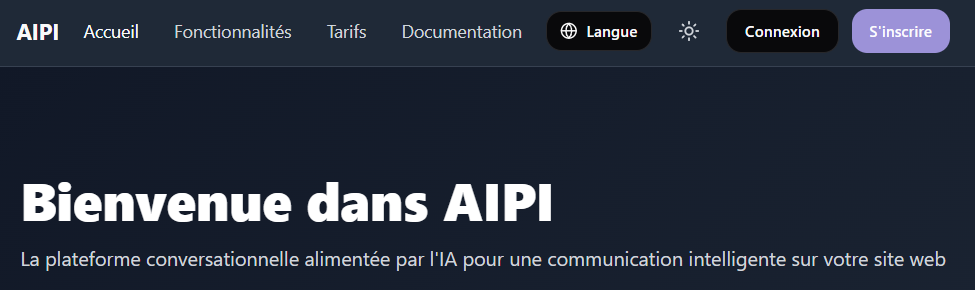 AIPI Accueil Fonctionnalités Tarifs Documentation Langue Connexion S'inscrire
Bienvenue dans AIPI
La plateforme conversationnelle alimentée par l'IA pour une communication intelligente sur votre site web